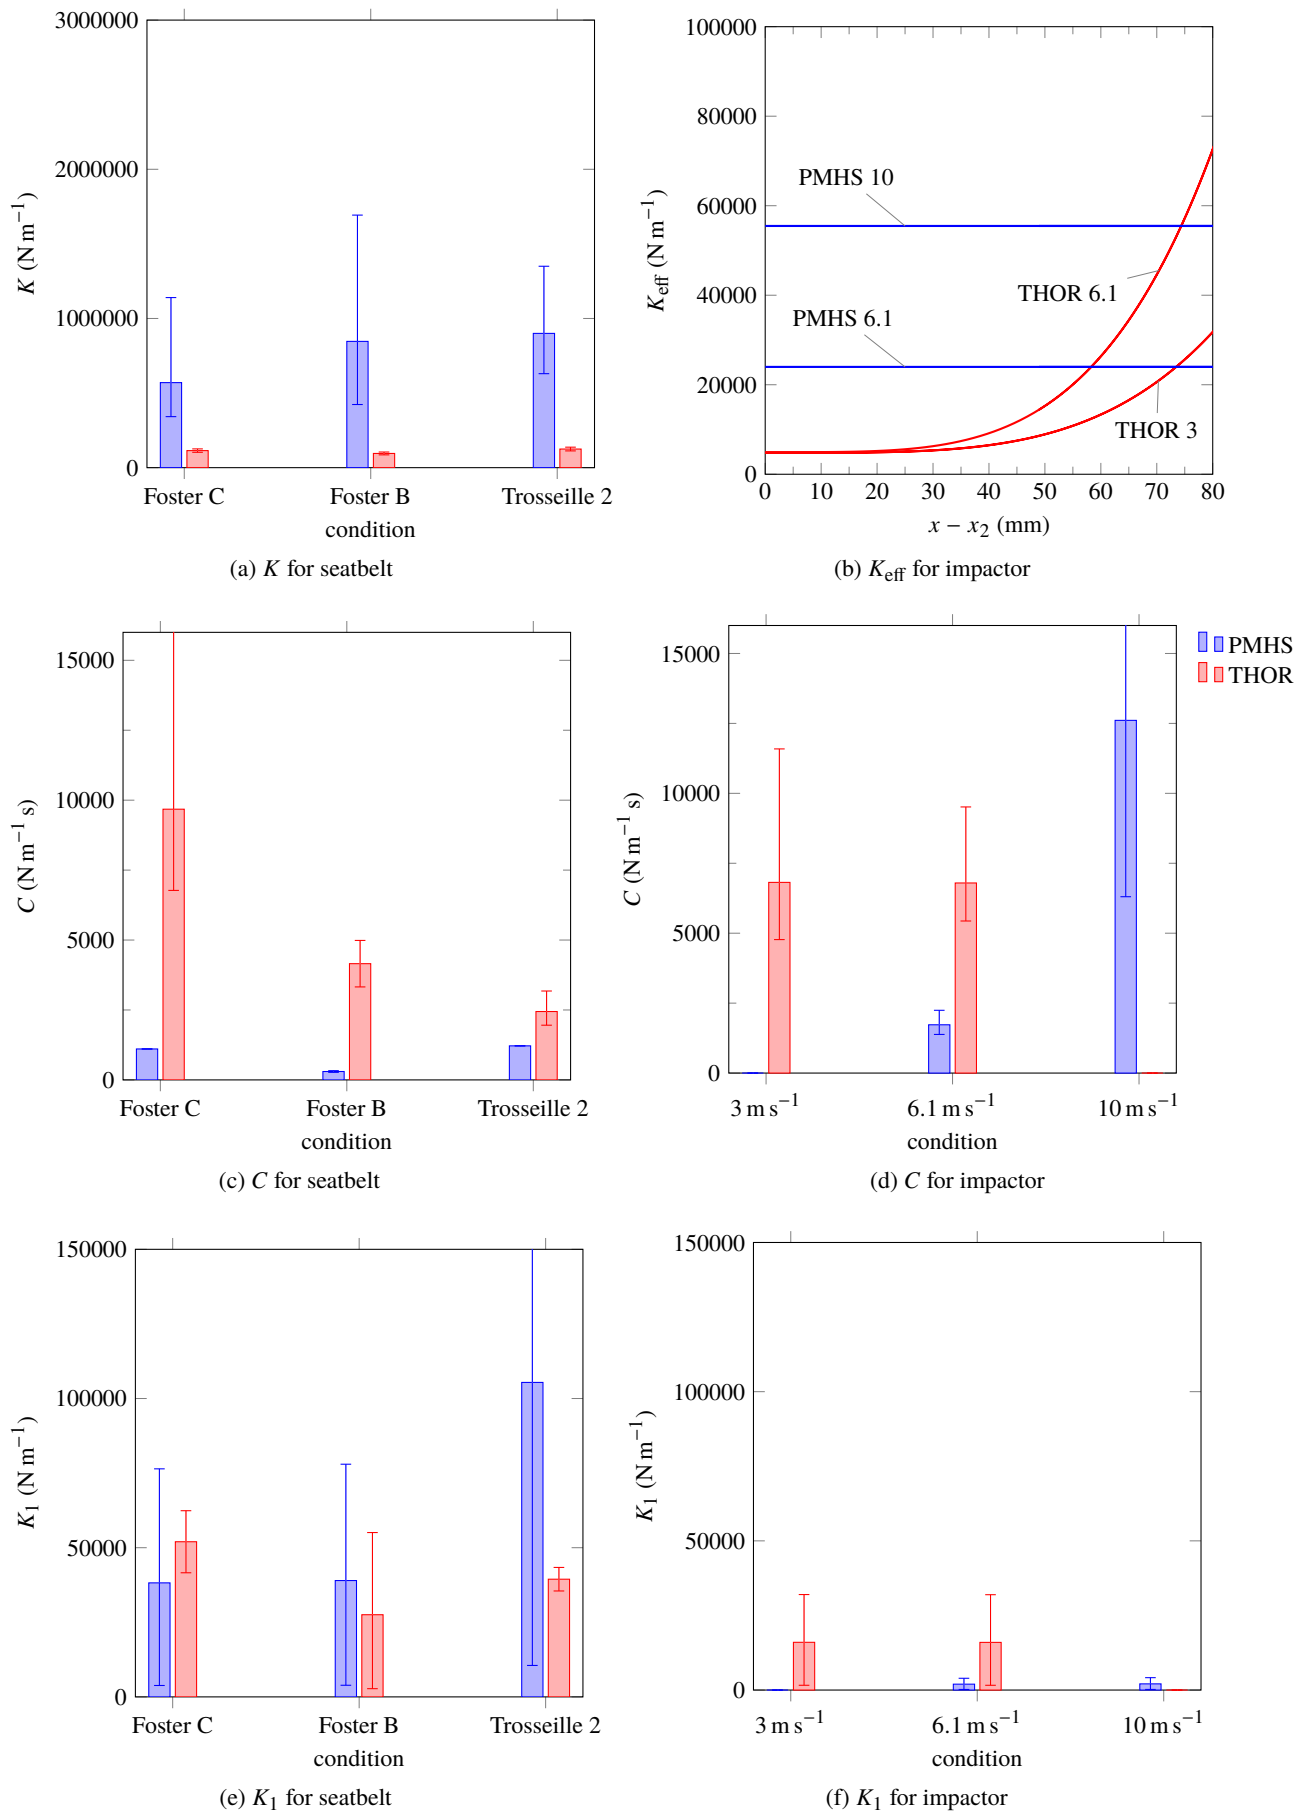 3000000
2000000
1000000
0
K (N m⁻¹)
Foster C Foster B Trosseille 2
condition
(a) K for seatbelt
100000
80000
60000
40000
20000
0
K_eff (N m⁻¹)
PMHS 10
THOR 6.1
PMHS 6.1
THOR 3
0 10 20 30 40 50 60 70 80
x − x₂ (mm)
(b) K_eff for impactor
15000
10000
5000
0
C (N m⁻¹ s)
Foster C Foster B Trosseille 2
condition
(c) C for seatbelt
15000
10000
5000
0
C (N m⁻¹ s)
PMHS
THOR
3 m s⁻¹ 6.1 m s⁻¹ 10 m s⁻¹
condition
(d) C for impactor
150000
100000
50000
0
K₁ (N m⁻¹)
Foster C Foster B Trosseille 2
condition
(e) K₁ for seatbelt
150000
100000
50000
0
K₁ (N m⁻¹)
3 m s⁻¹ 6.1 m s⁻¹ 10 m s⁻¹
condition
(f) K₁ for impactor